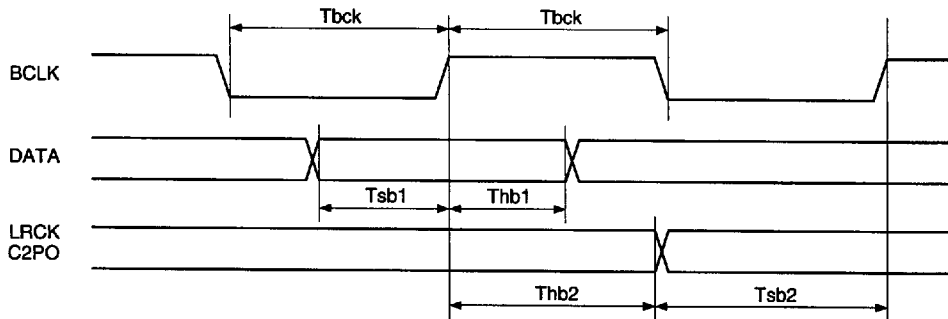 Tbck Tbck
BCLK
DATA
Tsb1 Thb1
LRCK
C2PO
Thb2 Tsb2